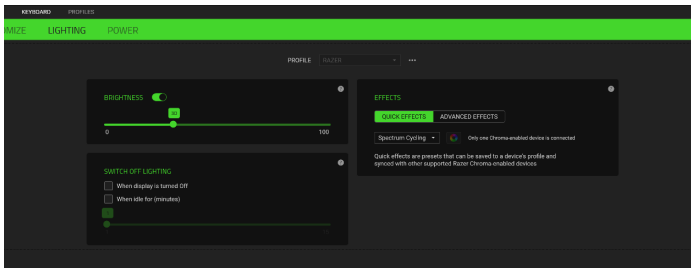 KEYBOARD PROFILES
OMIZE LIGHTING POWER
PROFILE RAZER
BRIGHTNESS
30
0 100
SWITCH OFF LIGHTING
When display is turned Off
When idle for (minutes)
EFFECTS
QUICK EFFECTS ADVANCED EFFECTS
Spectrum Cycling Only one Chroma-enabled device is connected
Quick effects are presets that can be saved to a device's profile and
synced with other supported Razer Chroma-enabled devices